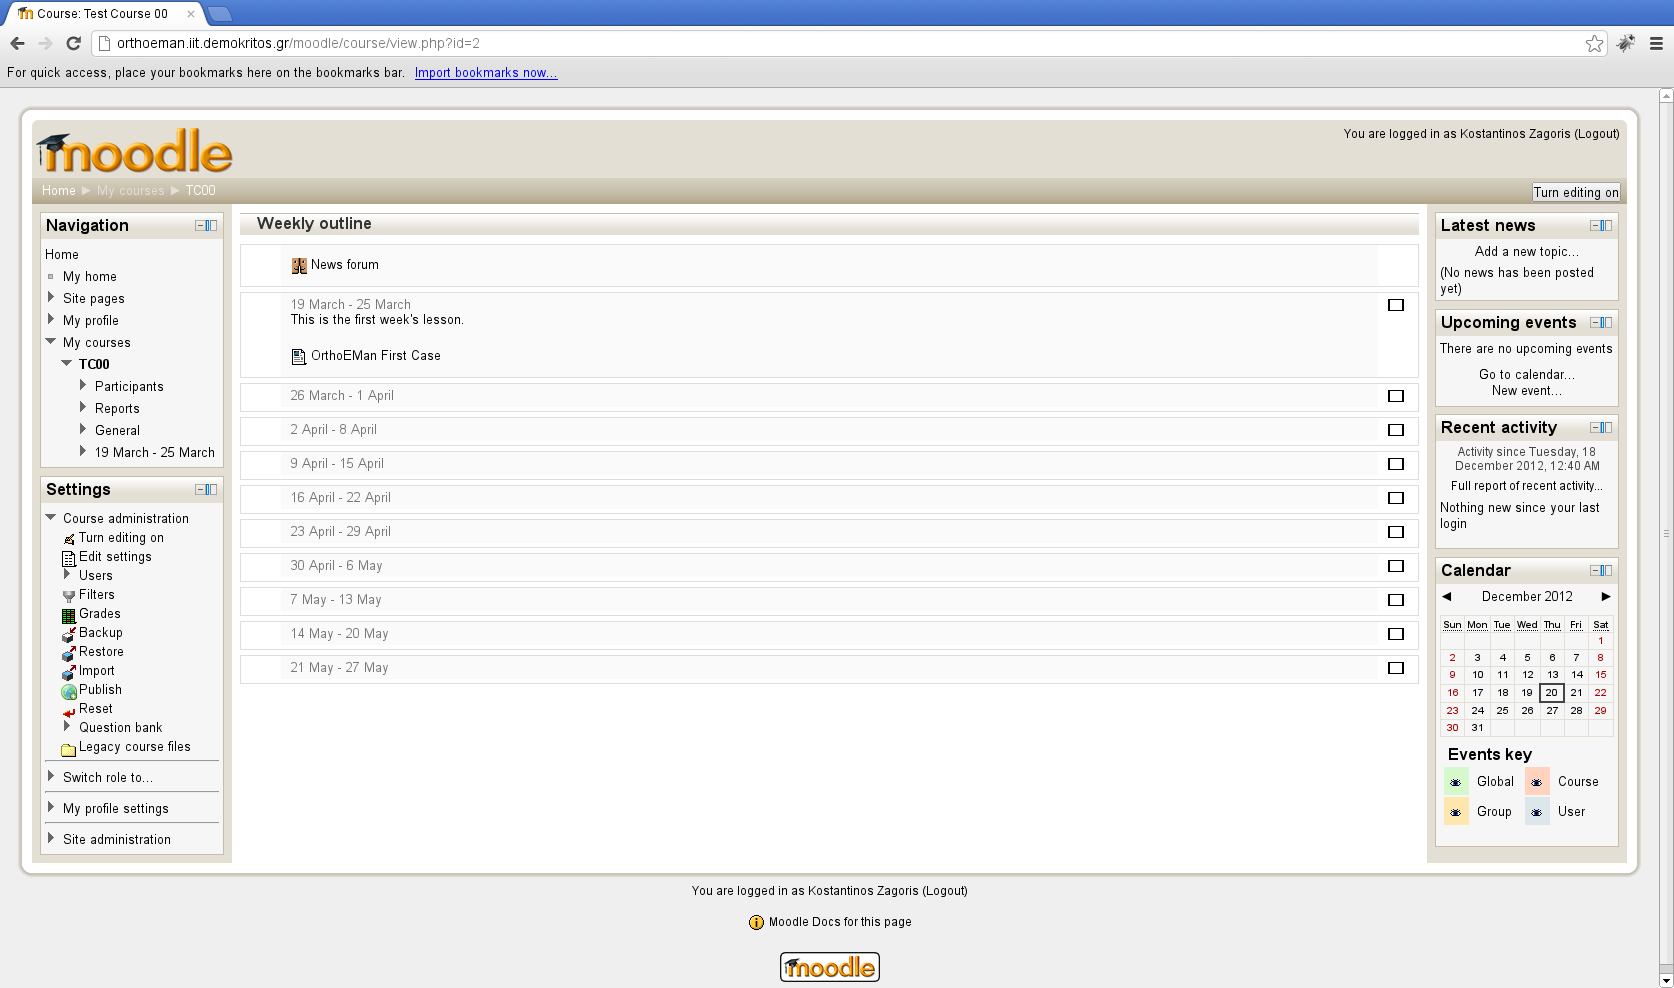 Course: Test Course 00
orthoeman.iit.demokritos.gr/moodle/course/view.php?id=2
For quick access, place your bookmarks here on the bookmarks bar. Import bookmarks now...
moodle
You are logged in as Kostantinos Zagoris (Logout)
Home ► My courses ► TC00
Turn editing on
Navigation
Home
My home
Site pages
My profile
My courses
TC00
Participants
Reports
General
19 March - 25 March
Settings
Course administration
Turn editing on
Edit settings
Users
Filters
Grades
Backup
Restore
Import
Publish
Reset
Question bank
Legacy course files
Switch role to...
My profile settings
Site administration
Weekly outline
News forum
19 March - 25 March
This is the first week's lesson.
OrthoEMan First Case
26 March - 1 April
2 April - 8 April
9 April - 15 April
16 April - 22 April
23 April - 29 April
30 April - 6 May
7 May - 13 May
14 May - 20 May
21 May - 27 May
Latest news
Add a new topic...
(No news has been posted
yet)
Upcoming events
There are no upcoming events
Go to calendar...
New event...
Recent activity
Activity since Tuesday, 18
December 2012, 12:40 AM
Full report of recent activity...
Nothing new since your last
login
Calendar
◄ December 2012 ►
Sun Mon Tue Wed Thu Fri Sat
1
2 3 4 5 6 7 8
9 10 11 12 13 14 15
16 17 18 19 20 21 22
23 24 25 26 27 28 29
30 31
Events key
Global Course
Group User
You are logged in as Kostantinos Zagoris (Logout)
Moodle Docs for this page
moodle